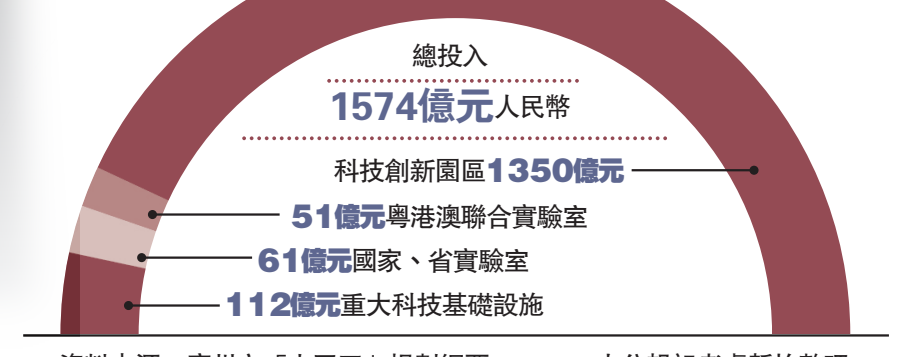 總投入
1574億元人民幣
科技創新園區1350億元
51億元粵港澳聯合實驗室
61億元國家、省實驗室
112億元重大科技基礎設施